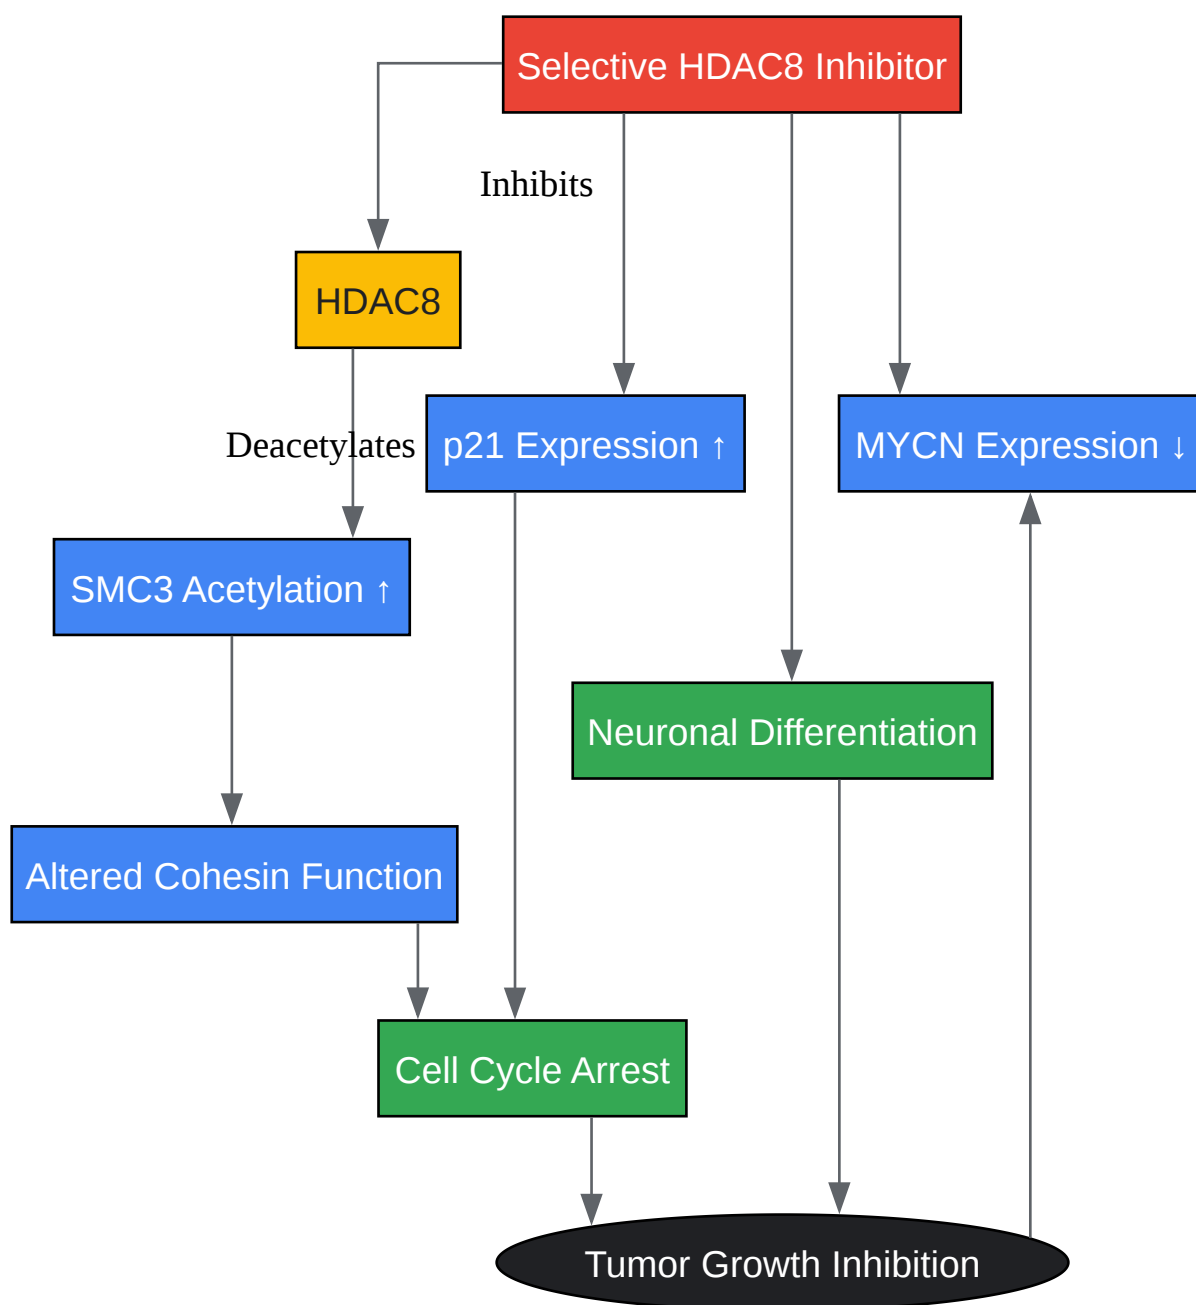 Selective HDAC8 Inhibitor
Inhibits
HDAC8
Deacetylates
p21 Expression ↑
MYCN Expression ↓
SMC3 Acetylation ↑
Neuronal Differentiation
Altered Cohesin Function
Cell Cycle Arrest
Tumor Growth Inhibition